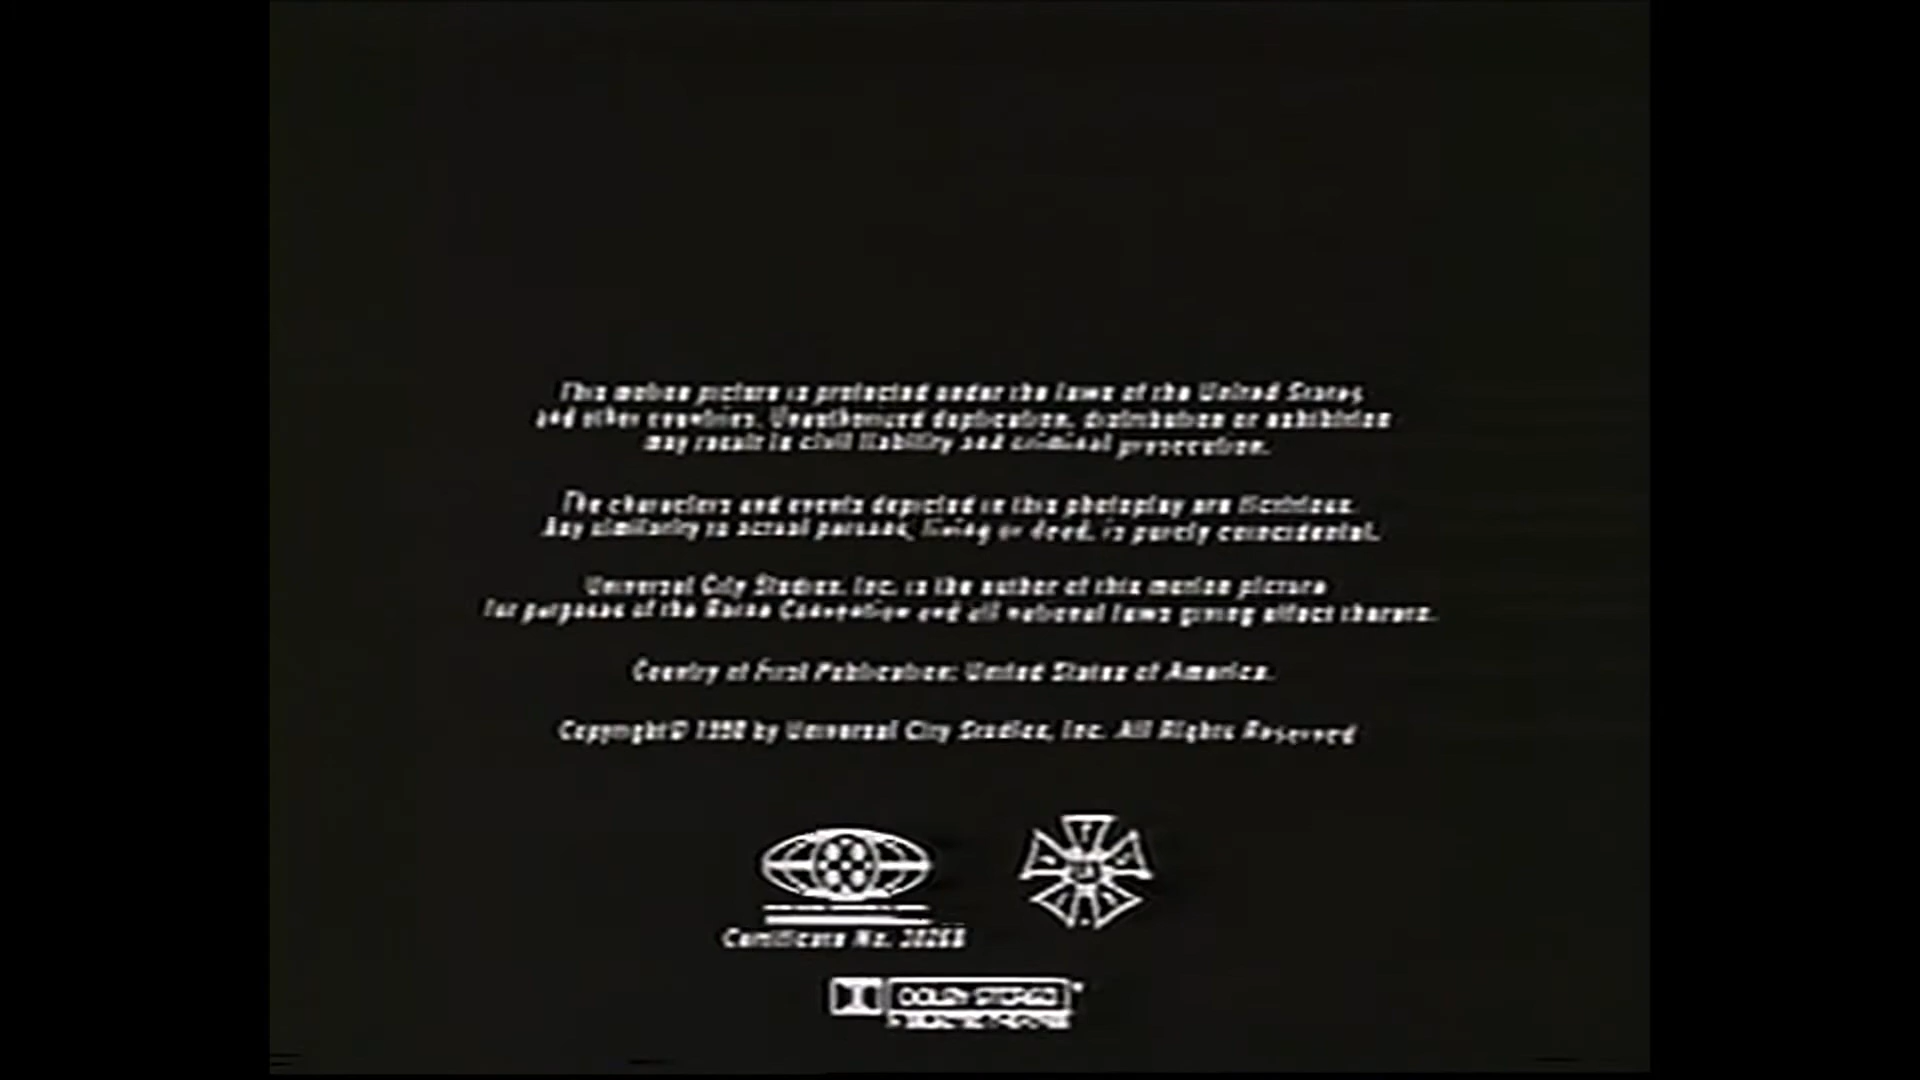 This motion picture is protected under the laws of the United States
and other countries. Unauthorized duplication, distribution or exhibition
may result in civil liability and criminal prosecution.
The characters and events depicted in this photoplay are fictitious.
Any similarity to actual persons, living or dead, is purely coincidental.
Universal City Studios, Inc. is the author of this motion picture
for purposes of the Berne Convention and all national laws giving effect thereto.
Country of First Publication: United States of America.
Copyright© 1990 by Universal City Studios, Inc. All Rights Reserved
Certificate No.
DOLBY STEREO